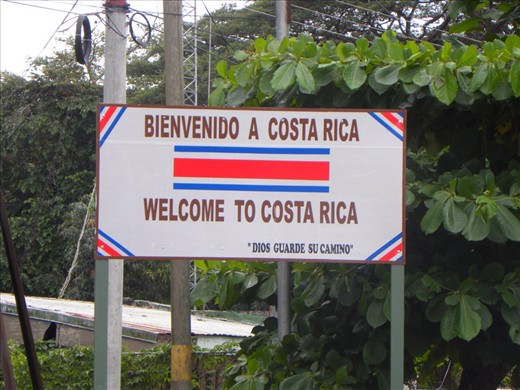 BIENVENIDO A COSTA RICA
WELCOME TO COSTA RICA
"DIOS GUARDE SU CAMINO"